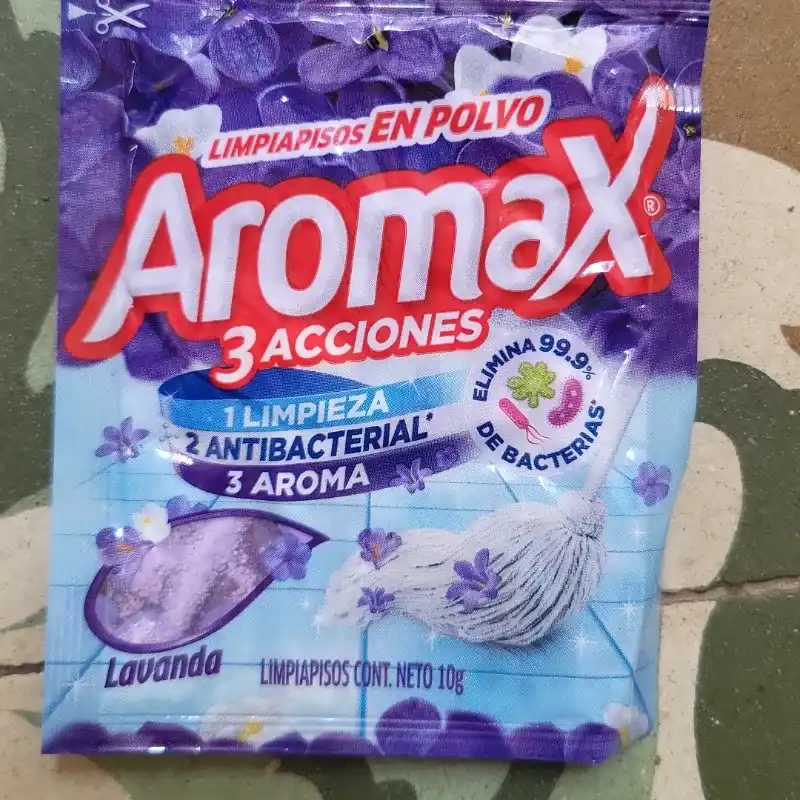 LIMPIAPISOS EN POLVO
AromaX®
3 ACCIONES
1 LIMPIEZA
2 ANTIBACTERIAL*
3 AROMA
ELIMINA 99.9%
DE BACTERIAS*
Lavanda
LIMPIAPISOS CONT. NETO 10g